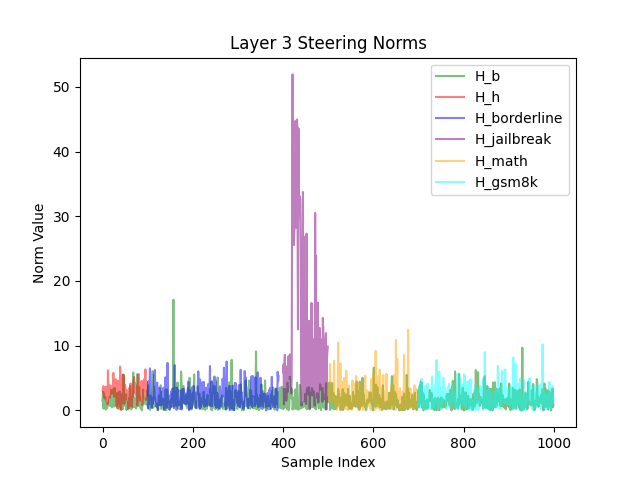 Layer 3 Steering Norms
50
40
30
20
10
0
Norm Value
0
200
400
600
800
1000
Sample Index
H_b
H_h
H_borderline
H_jailbreak
H_math
H_gsm8k